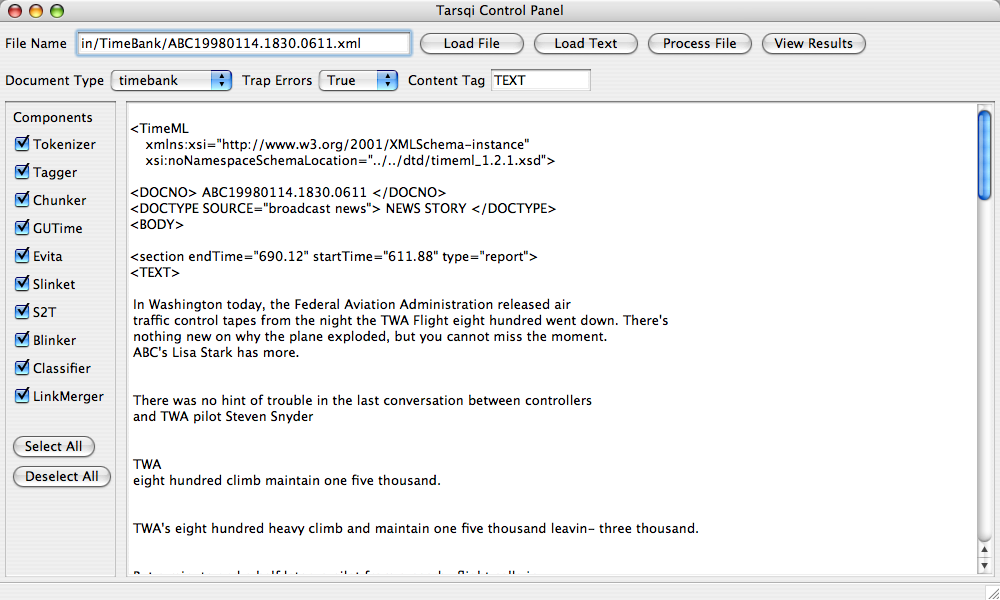 Tarsqi Control Panel
File Name in/TimeBank/ABC19980114.1830.0611.xml Load File Load Text Process File View Results
Document Type timebank Trap Errors True Content Tag TEXT
Components
Tokenizer
Tagger
Chunker
GUTime
Evita
Slinket
S2T
Blinker
Classifier
LinkMerger
Select All
Deselect All
<TimeML
xmlns:xsi="http://www.w3.org/2001/XMLSchema-instance"
xsi:noNamespaceSchemaLocation="../../dtd/timeml_1.2.1.xsd">
<DOCNO> ABC19980114.1830.0611 </DOCNO>
<DOCTYPE SOURCE="broadcast news"> NEWS STORY </DOCTYPE>
<BODY>
<section endTime="690.12" startTime="611.88" type="report">
<TEXT>
In Washington today, the Federal Aviation Administration released air
traffic control tapes from the night the TWA Flight eight hundred went down. There's
nothing new on why the plane exploded, but you cannot miss the moment.
ABC's Lisa Stark has more.
There was no hint of trouble in the last conversation between controllers
and TWA pilot Steven Snyder
TWA
eight hundred climb maintain one five thousand.
TWA's eight hundred heavy climb and maintain one five thousand leavin- three thousand.